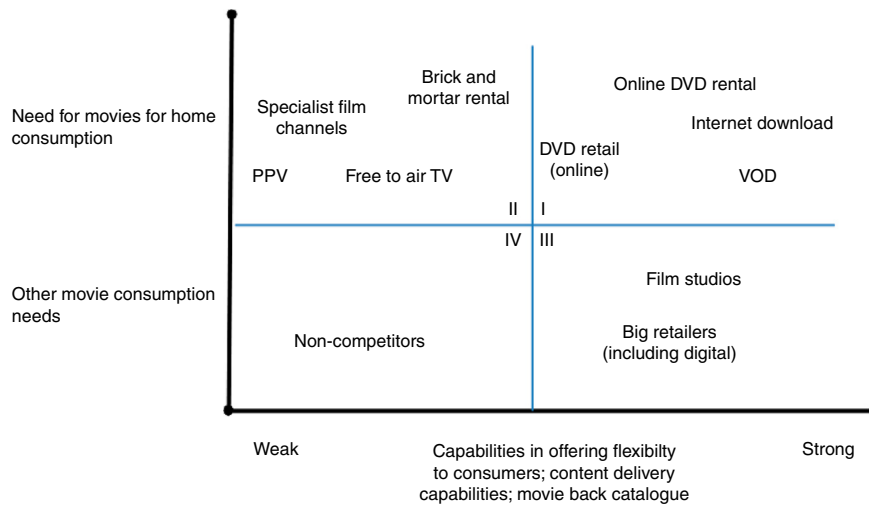 Need for movies for home
consumption
Specialist film
channels
Brick and
mortar rental
Online DVD rental
Internet download
DVD retail
(online)
PPV
Free to air TV
VOD
II
I
IV
III
Other movie consumption
needs
Film studios
Non-competitors
Big retailers
(including digital)
Weak
Capabilities in offering flexibilty
to consumers; content delivery
capabilities; movie back catalogue
Strong